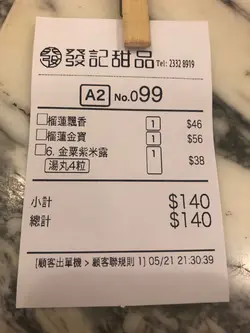 發記甜品 Tel: 2332 8919
A2 No.099
□榴蓮飄香 1 $46
□榴蓮金寶 1 $56
□6. 金粟紫米露 1 $38
湯丸4粒
小計 $140
總計 $140
[顧客出單機 > 顧客聯規則 1] 05/21 21:30:39